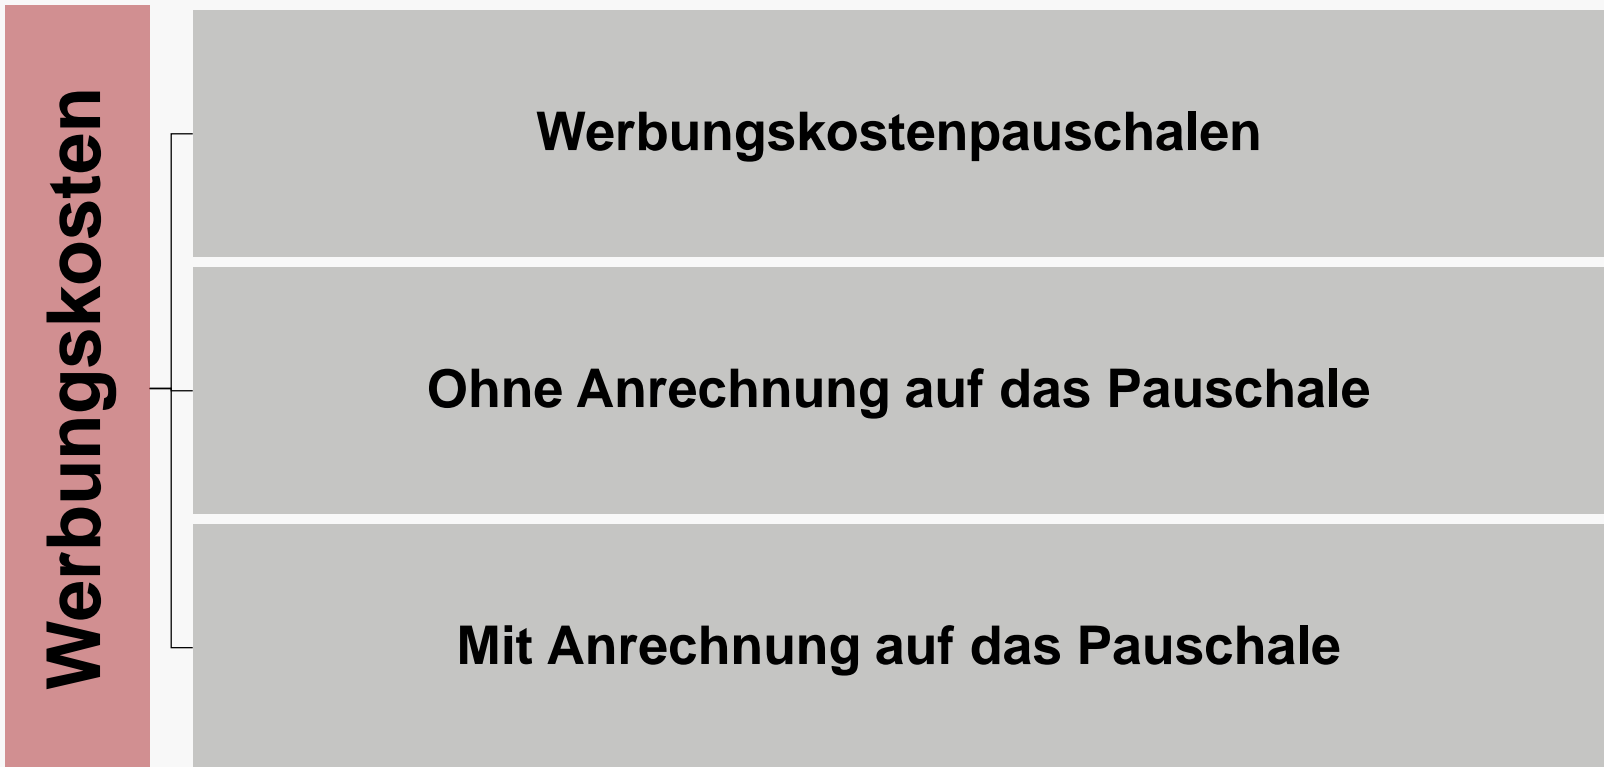 Werbungskosten
Werbungskostenpauschalen
Ohne Anrechnung auf das Pauschale
Mit Anrechnung auf das Pauschale